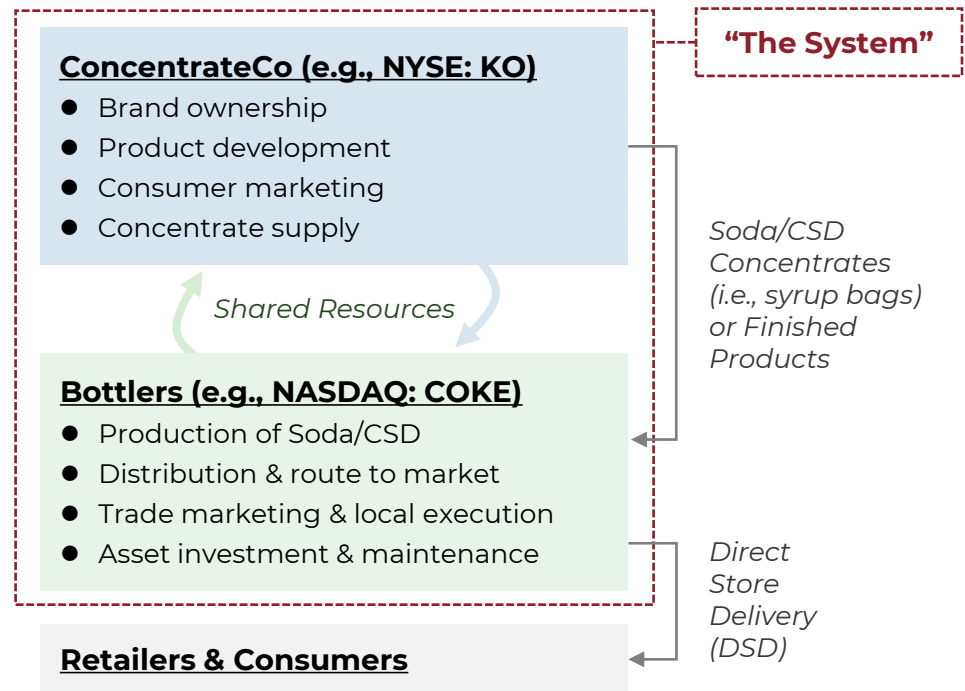 “The System”
ConcentrateCo (e.g., NYSE: KO)
● Brand ownership
● Product development
● Consumer marketing
● Concentrate supply
Soda/CSD
Concentrates
(i.e., syrup bags)
or Finished
Products
Shared Resources
Bottlers (e.g., NASDAQ: COKE)
● Production of Soda/CSD
● Distribution & route to market
● Trade marketing & local execution
● Asset investment & maintenance
Direct
Store
Delivery
(DSD)
Retailers & Consumers